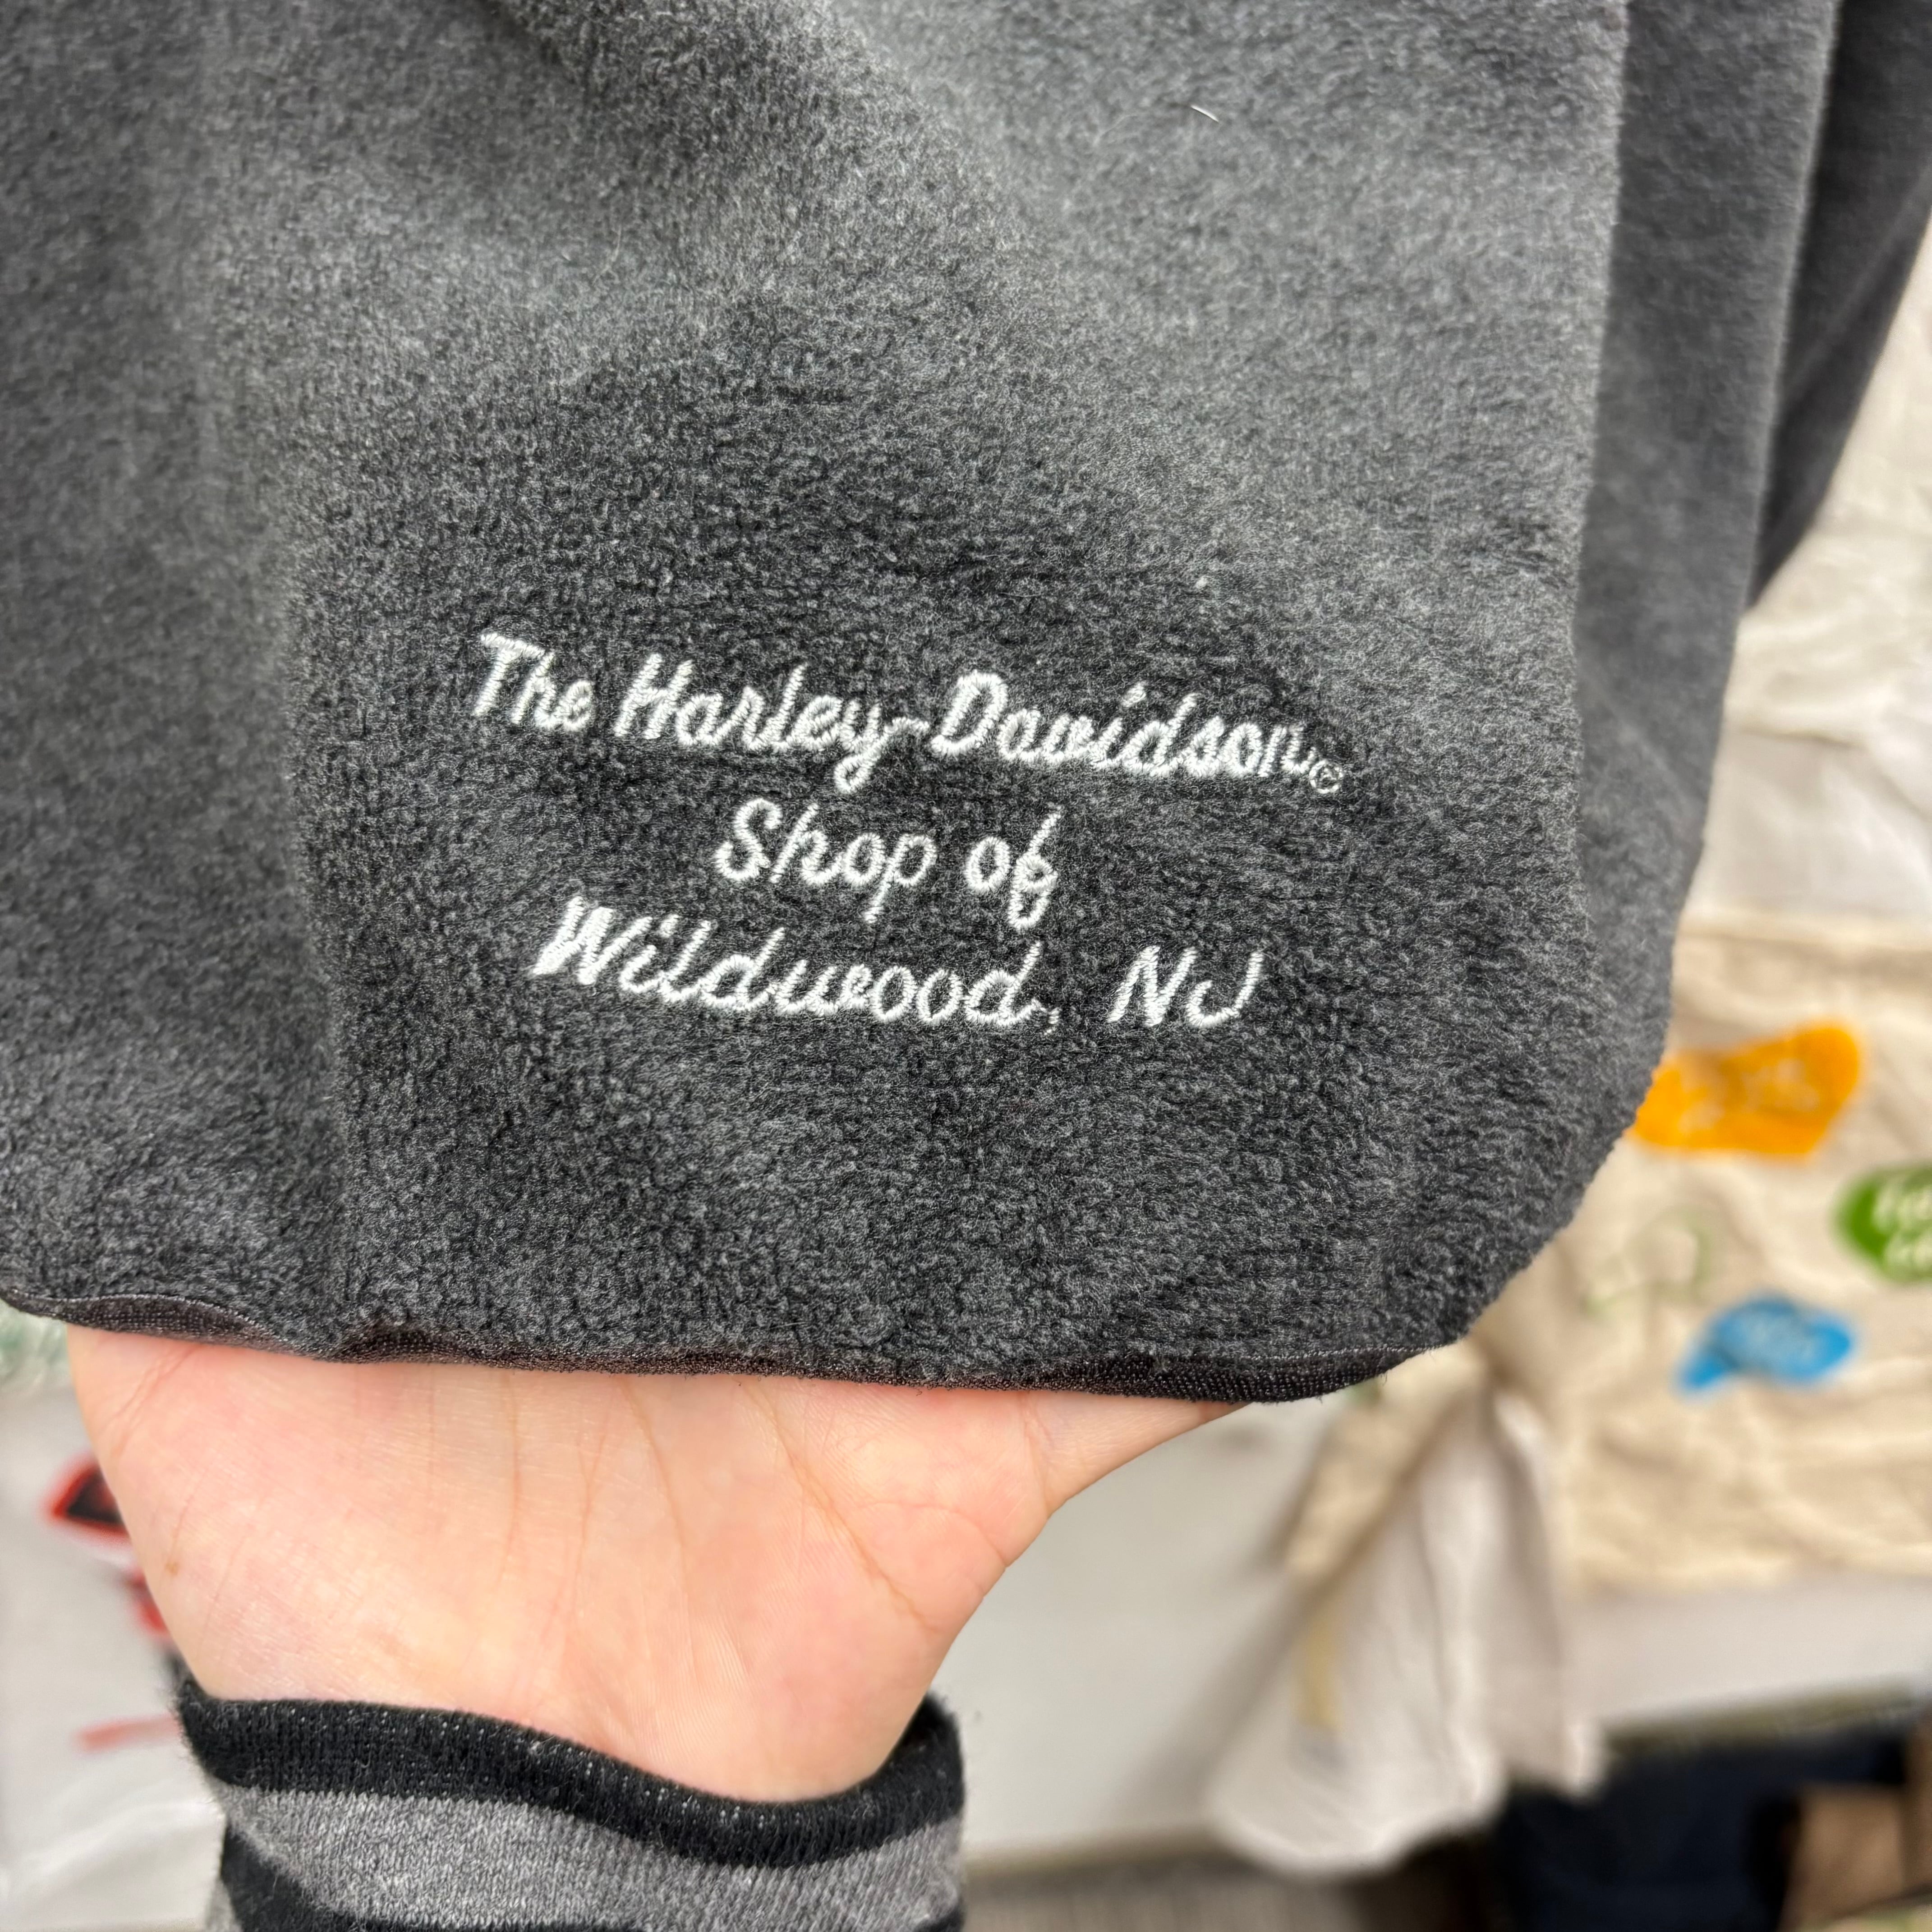 The Harley-Davidson©
Shop of
Wildwood, NJ